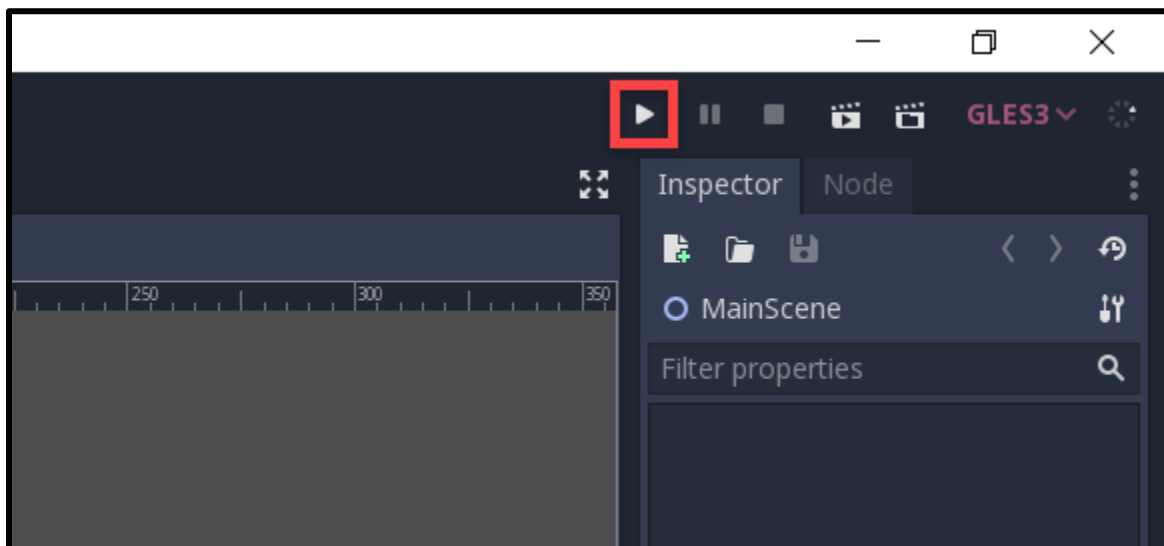 GLES3
Inspector Node
250 300 350
MainScene
Filter properties